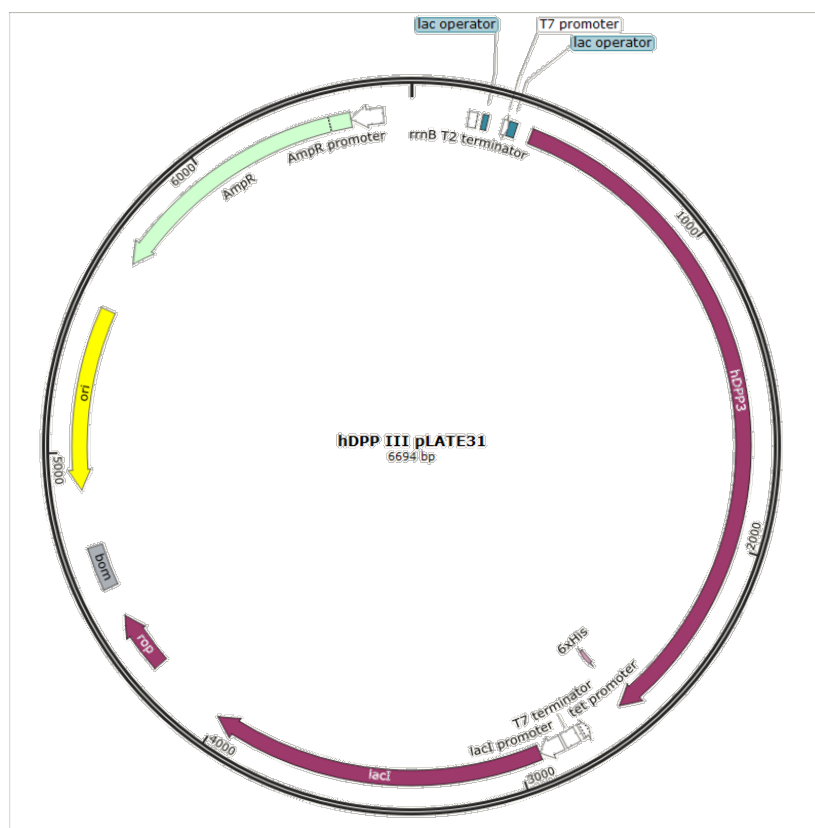 lac operator
T7 promoter
lac operator
rrnB T2 terminator
AmpR promoter
AmpR
6000
1000
hDPP3
ori
hDPP III pLATE31
6694 bp
5000
2000
bom
rop
6xHis
tet promoter
T7 terminator
lacI promoter
lacI
4000
3000